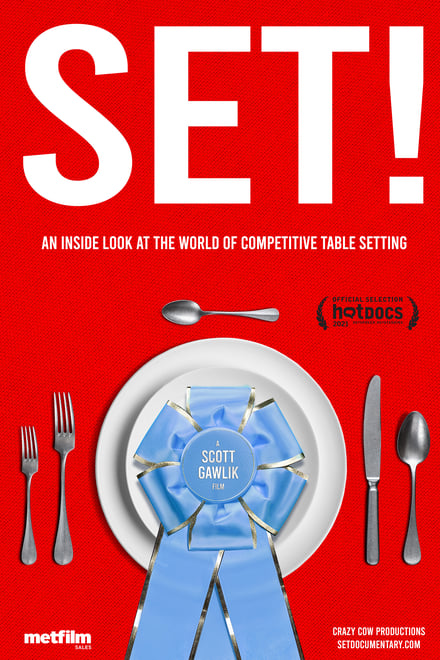 SET!
AN INSIDE LOOK AT THE WORLD OF COMPETITIVE TABLE SETTING
OFFICIAL SELECTION
hotDOCS
2021
A
SCOTT
GAWLIK
FILM
metfilm
SALES
CRAZY COW PRODUCTIONS
SETDOCUMENTARY.COM